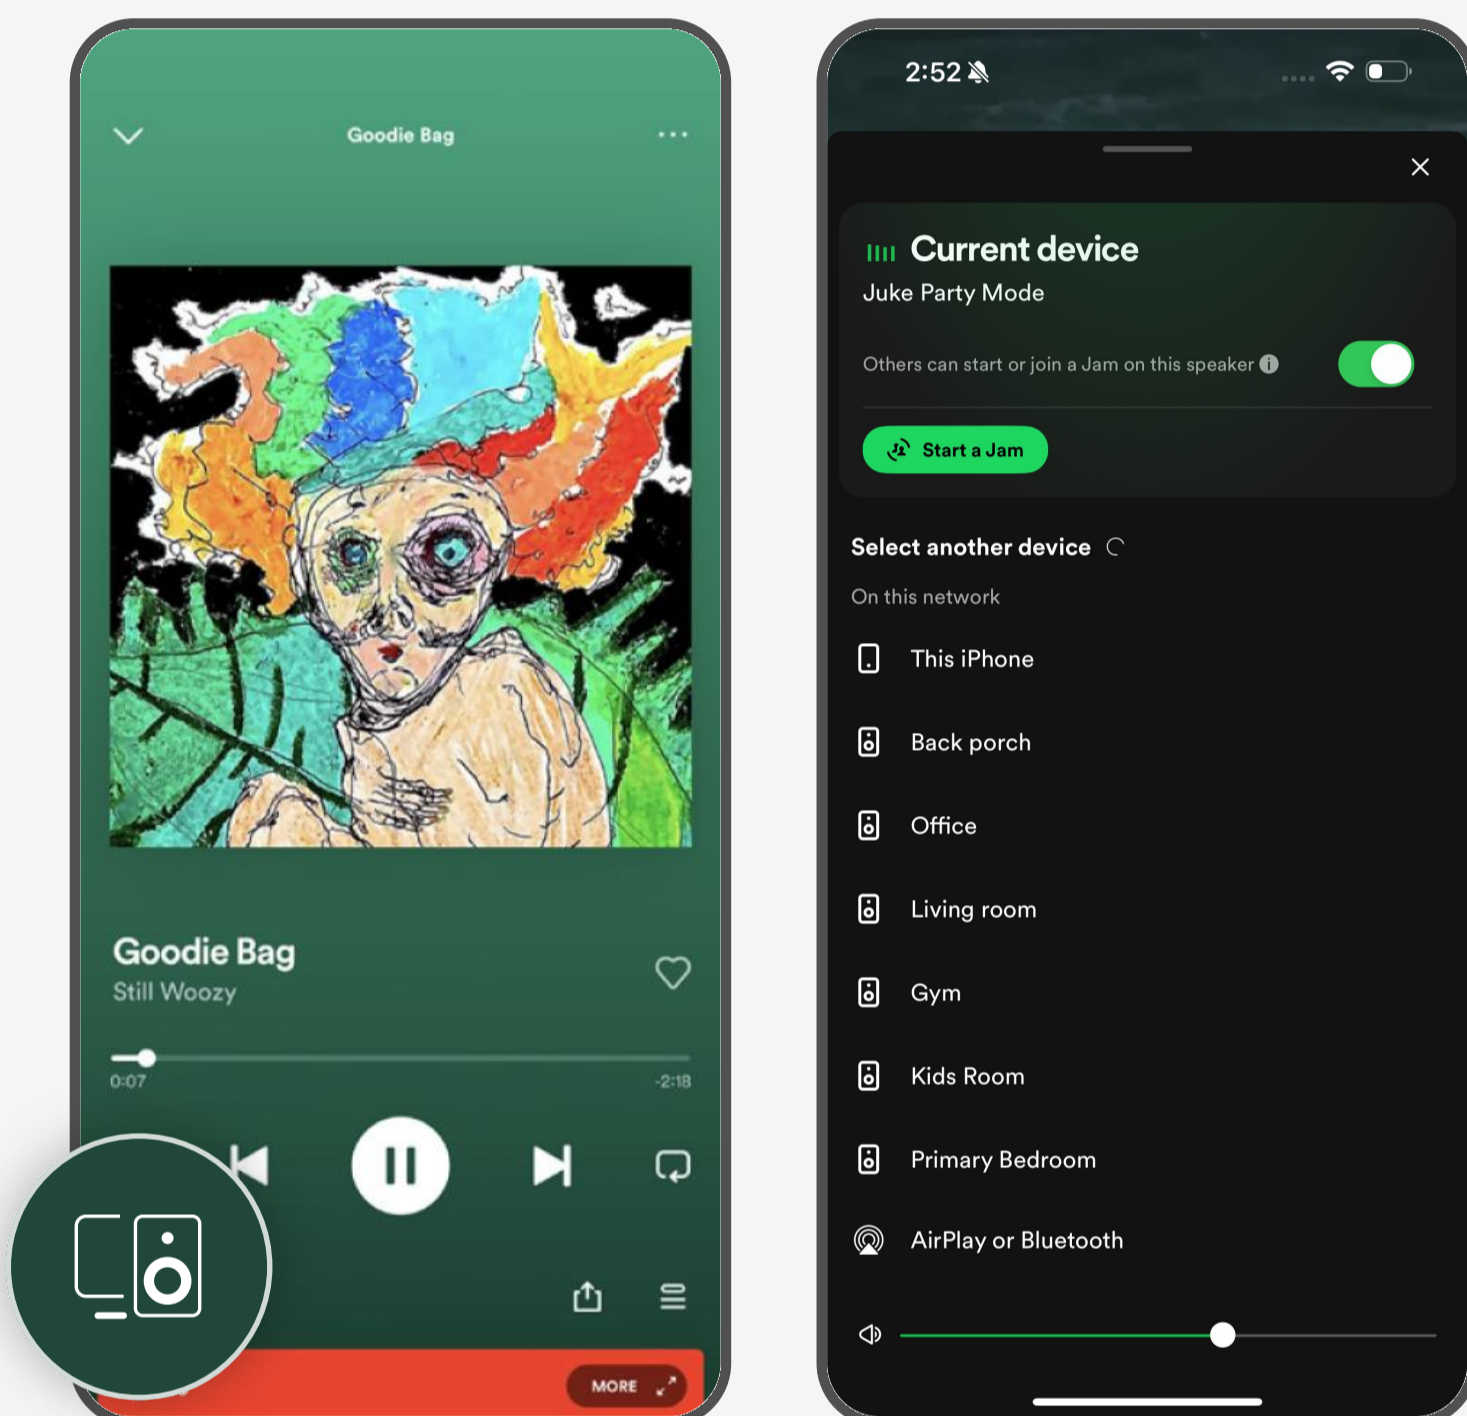 Goodie Bag
Goodie Bag
Still Woozy
0:07
-2:18
MORE
2:52
Current device
Juke Party Mode
Others can start or join a Jam on this speaker
Start a Jam
Select another device
On this network
This iPhone
Back porch
Office
Living room
Gym
Kids Room
Primary Bedroom
AirPlay or Bluetooth